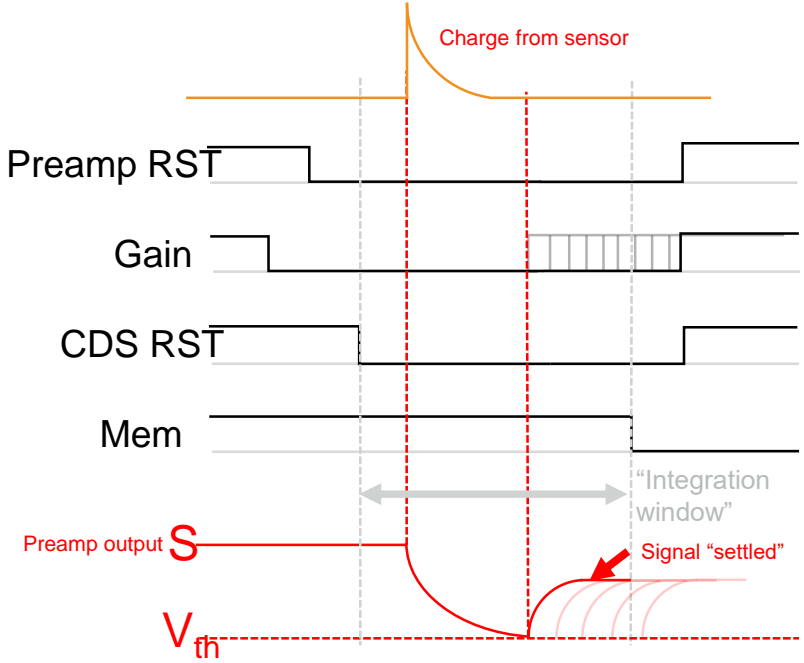 Charge from sensor
Preamp RST
Gain
CDS RST
Mem
“Integration
window”
Preamp output S
Signal “settled”
Vth